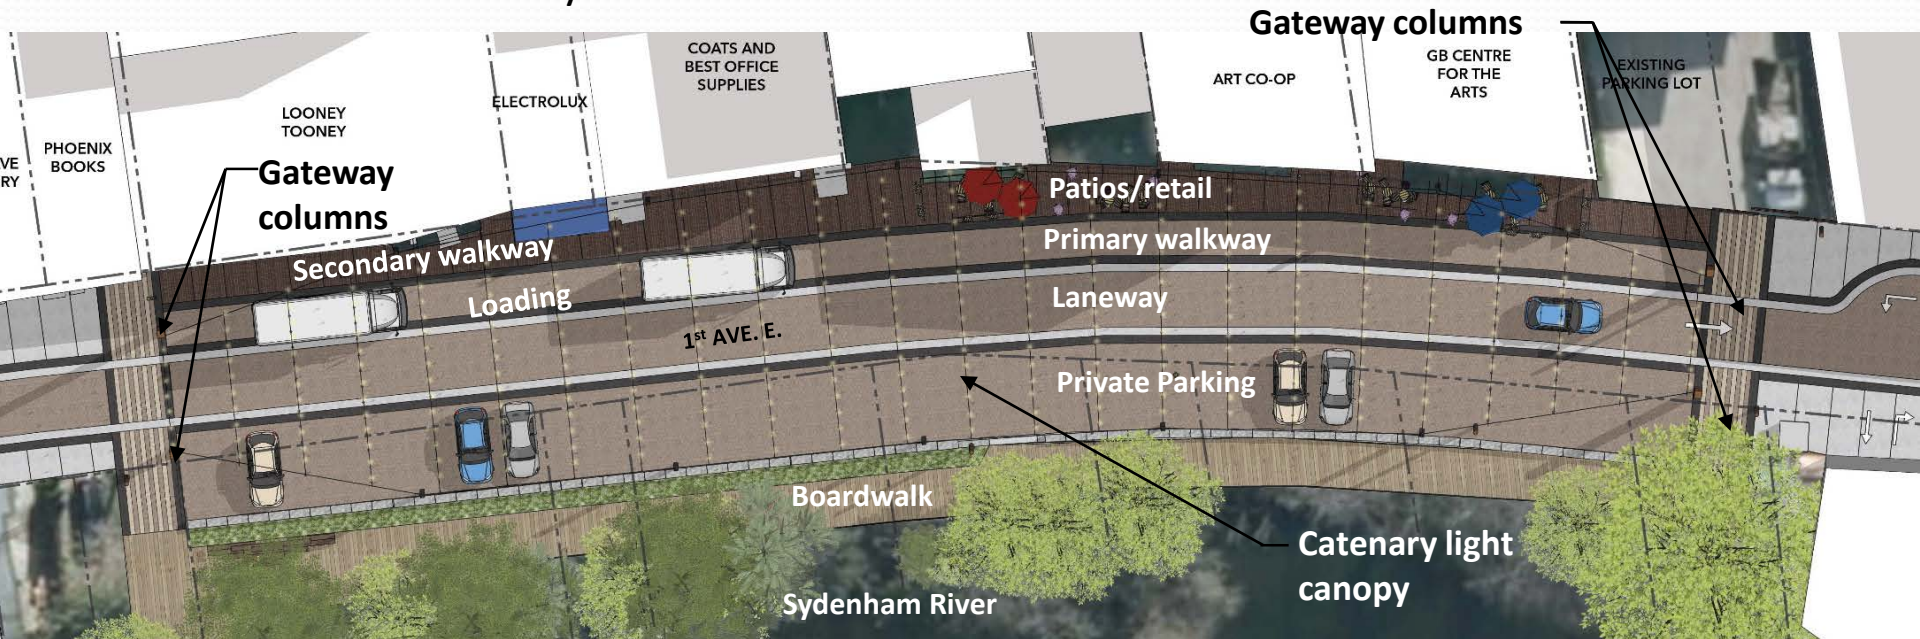 Gateway columns
COATS AND
BEST OFFICE
SUPPLIES
ART CO-OP
GB CENTRE
FOR THE
ARTS
EXISTING
PARKING LOT
LOONEY
TOONEY
ELECTROLUX
PHOENIX
BOOKS
VE
RY
Gateway
columns
Patios/retail
Secondary walkway
Primary walkway
Loading
Laneway
1st AVE. E.
Private Parking
Boardwalk
Catenary light
canopy
Sydenham River